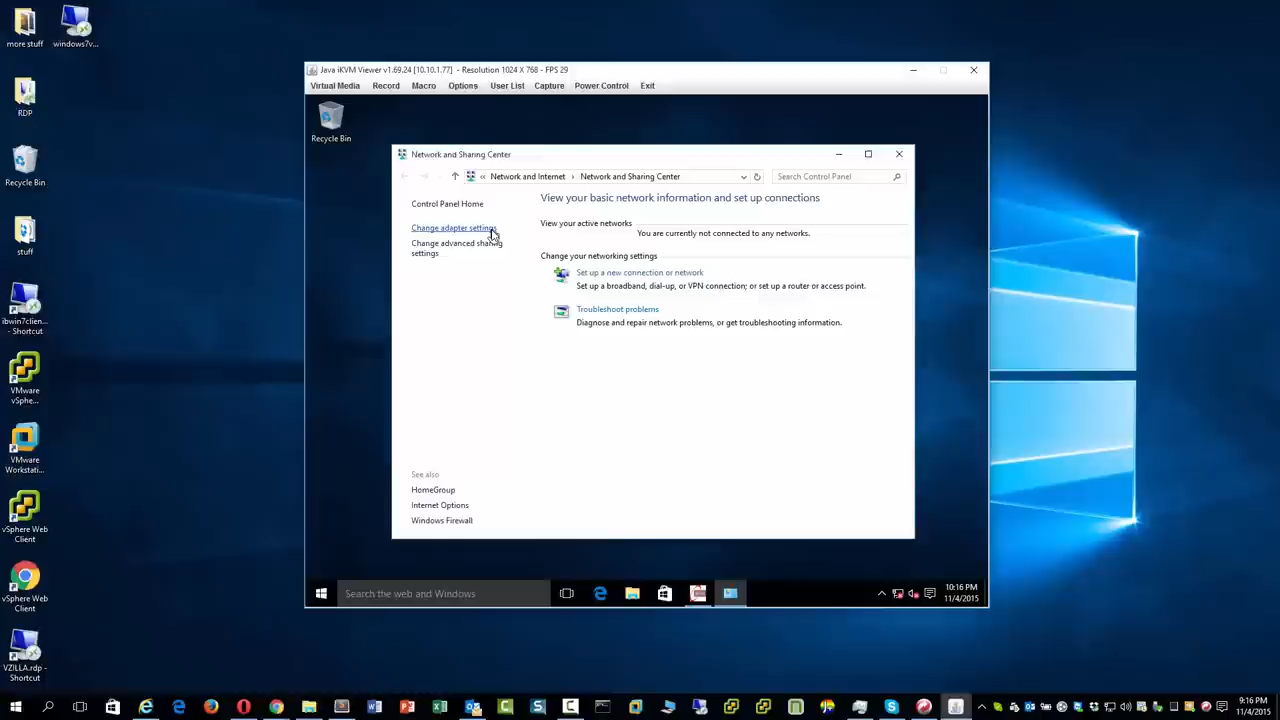 more stuff
windows7v...
RDP
Recycle Bin
stuff
ibwin7clien...
- Shortcut
VMware
vSphe...
VMware
Workstati...
vSphere Web
Client
vSphere Web
Client
VZILLA.rdp -
Shortcut
Java iKVM Viewer v1.69.24 [10.10.1.77]  - Resolution 1024 X 768 - FPS 29
Virtual Media Record Macro Options User List Capture Power Control Exit
Recycle Bin
Network and Sharing Center
« Network and Internet › Network and Sharing Center
Search Control Panel
Control Panel Home
Change adapter settings
Change advanced sharing
settings
View your basic network information and set up connections
View your active networks
You are currently not connected to any networks.
Change your networking settings
Set up a new connection or network
Set up a broadband, dial-up, or VPN connection; or set up a router or access point.
Troubleshoot problems
Diagnose and repair network problems, or get troubleshooting information.
See also
HomeGroup
Internet Options
Windows Firewall
Search the web and Windows
10:16 PM
11/4/2015
9:16 PM
11/4/2015